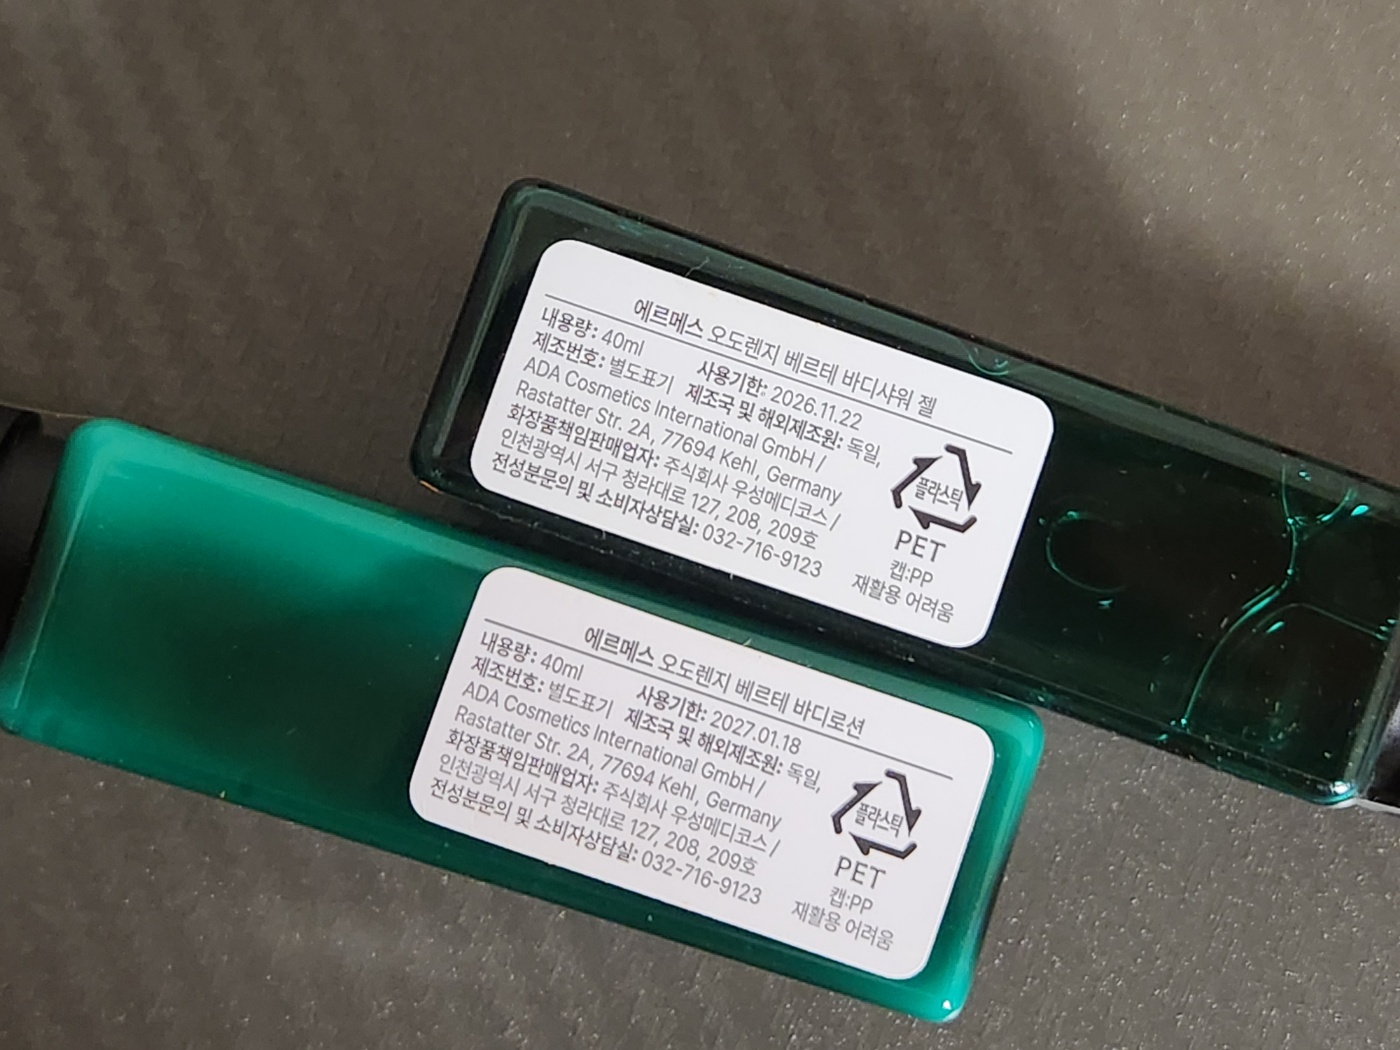 에르메스 오도렌지 베르테 바디샤워 젤
내용량: 40ml 사용기한: 2026.11.22
제조번호: 별도표기 제조국 및 해외제조원: 독일,
ADA Cosmetics International GmbH /
Rastatter Str. 2A, 77694 Kehl, Germany
화장품책임판매업자: 주식회사 우성메디코스 /
인천광역시 서구 청라대로 127, 208, 209호
전성분문의 및 소비자상담실: 032-716-9123
플라스틱
PET
캡:PP
재활용 어려움
에르메스 오도렌지 베르테 바디로션
내용량: 40ml 사용기한: 2027.01.18
제조번호: 별도표기 제조국 및 해외제조원: 독일,
ADA Cosmetics International GmbH /
Rastatter Str. 2A, 77694 Kehl, Germany
화장품책임판매업자: 주식회사 우성메디코스 /
인천광역시 서구 청라대로 127, 208, 209호
전성분문의 및 소비자상담실: 032-716-9123
플라스틱
PET
캡:PP
재활용 어려움